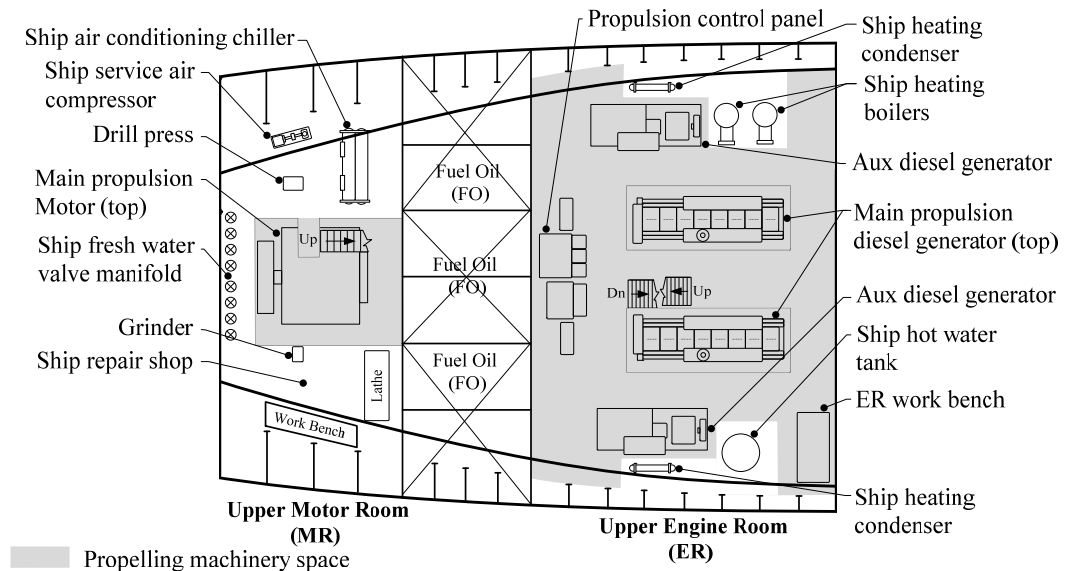 Propulsion control panel
Ship heating
condenser
Ship air conditioning chiller
Ship service air
compressor
Ship heating
boilers
Drill press
Fuel Oil
(FO)
Aux diesel generator
Main propulsion
Motor (top)
Up
Main propulsion
diesel generator (top)
Ship fresh water
valve manifold
Fuel Oil
(FO)
Dn
Up
Aux diesel generator
Grinder
Ship hot water
tank
Ship repair shop
Fuel Oil
(FO)
Lathe
ER work bench
Work Bench
Ship heating
condenser
Upper Motor Room
(MR)
Upper Engine Room
(ER)
Propelling machinery space